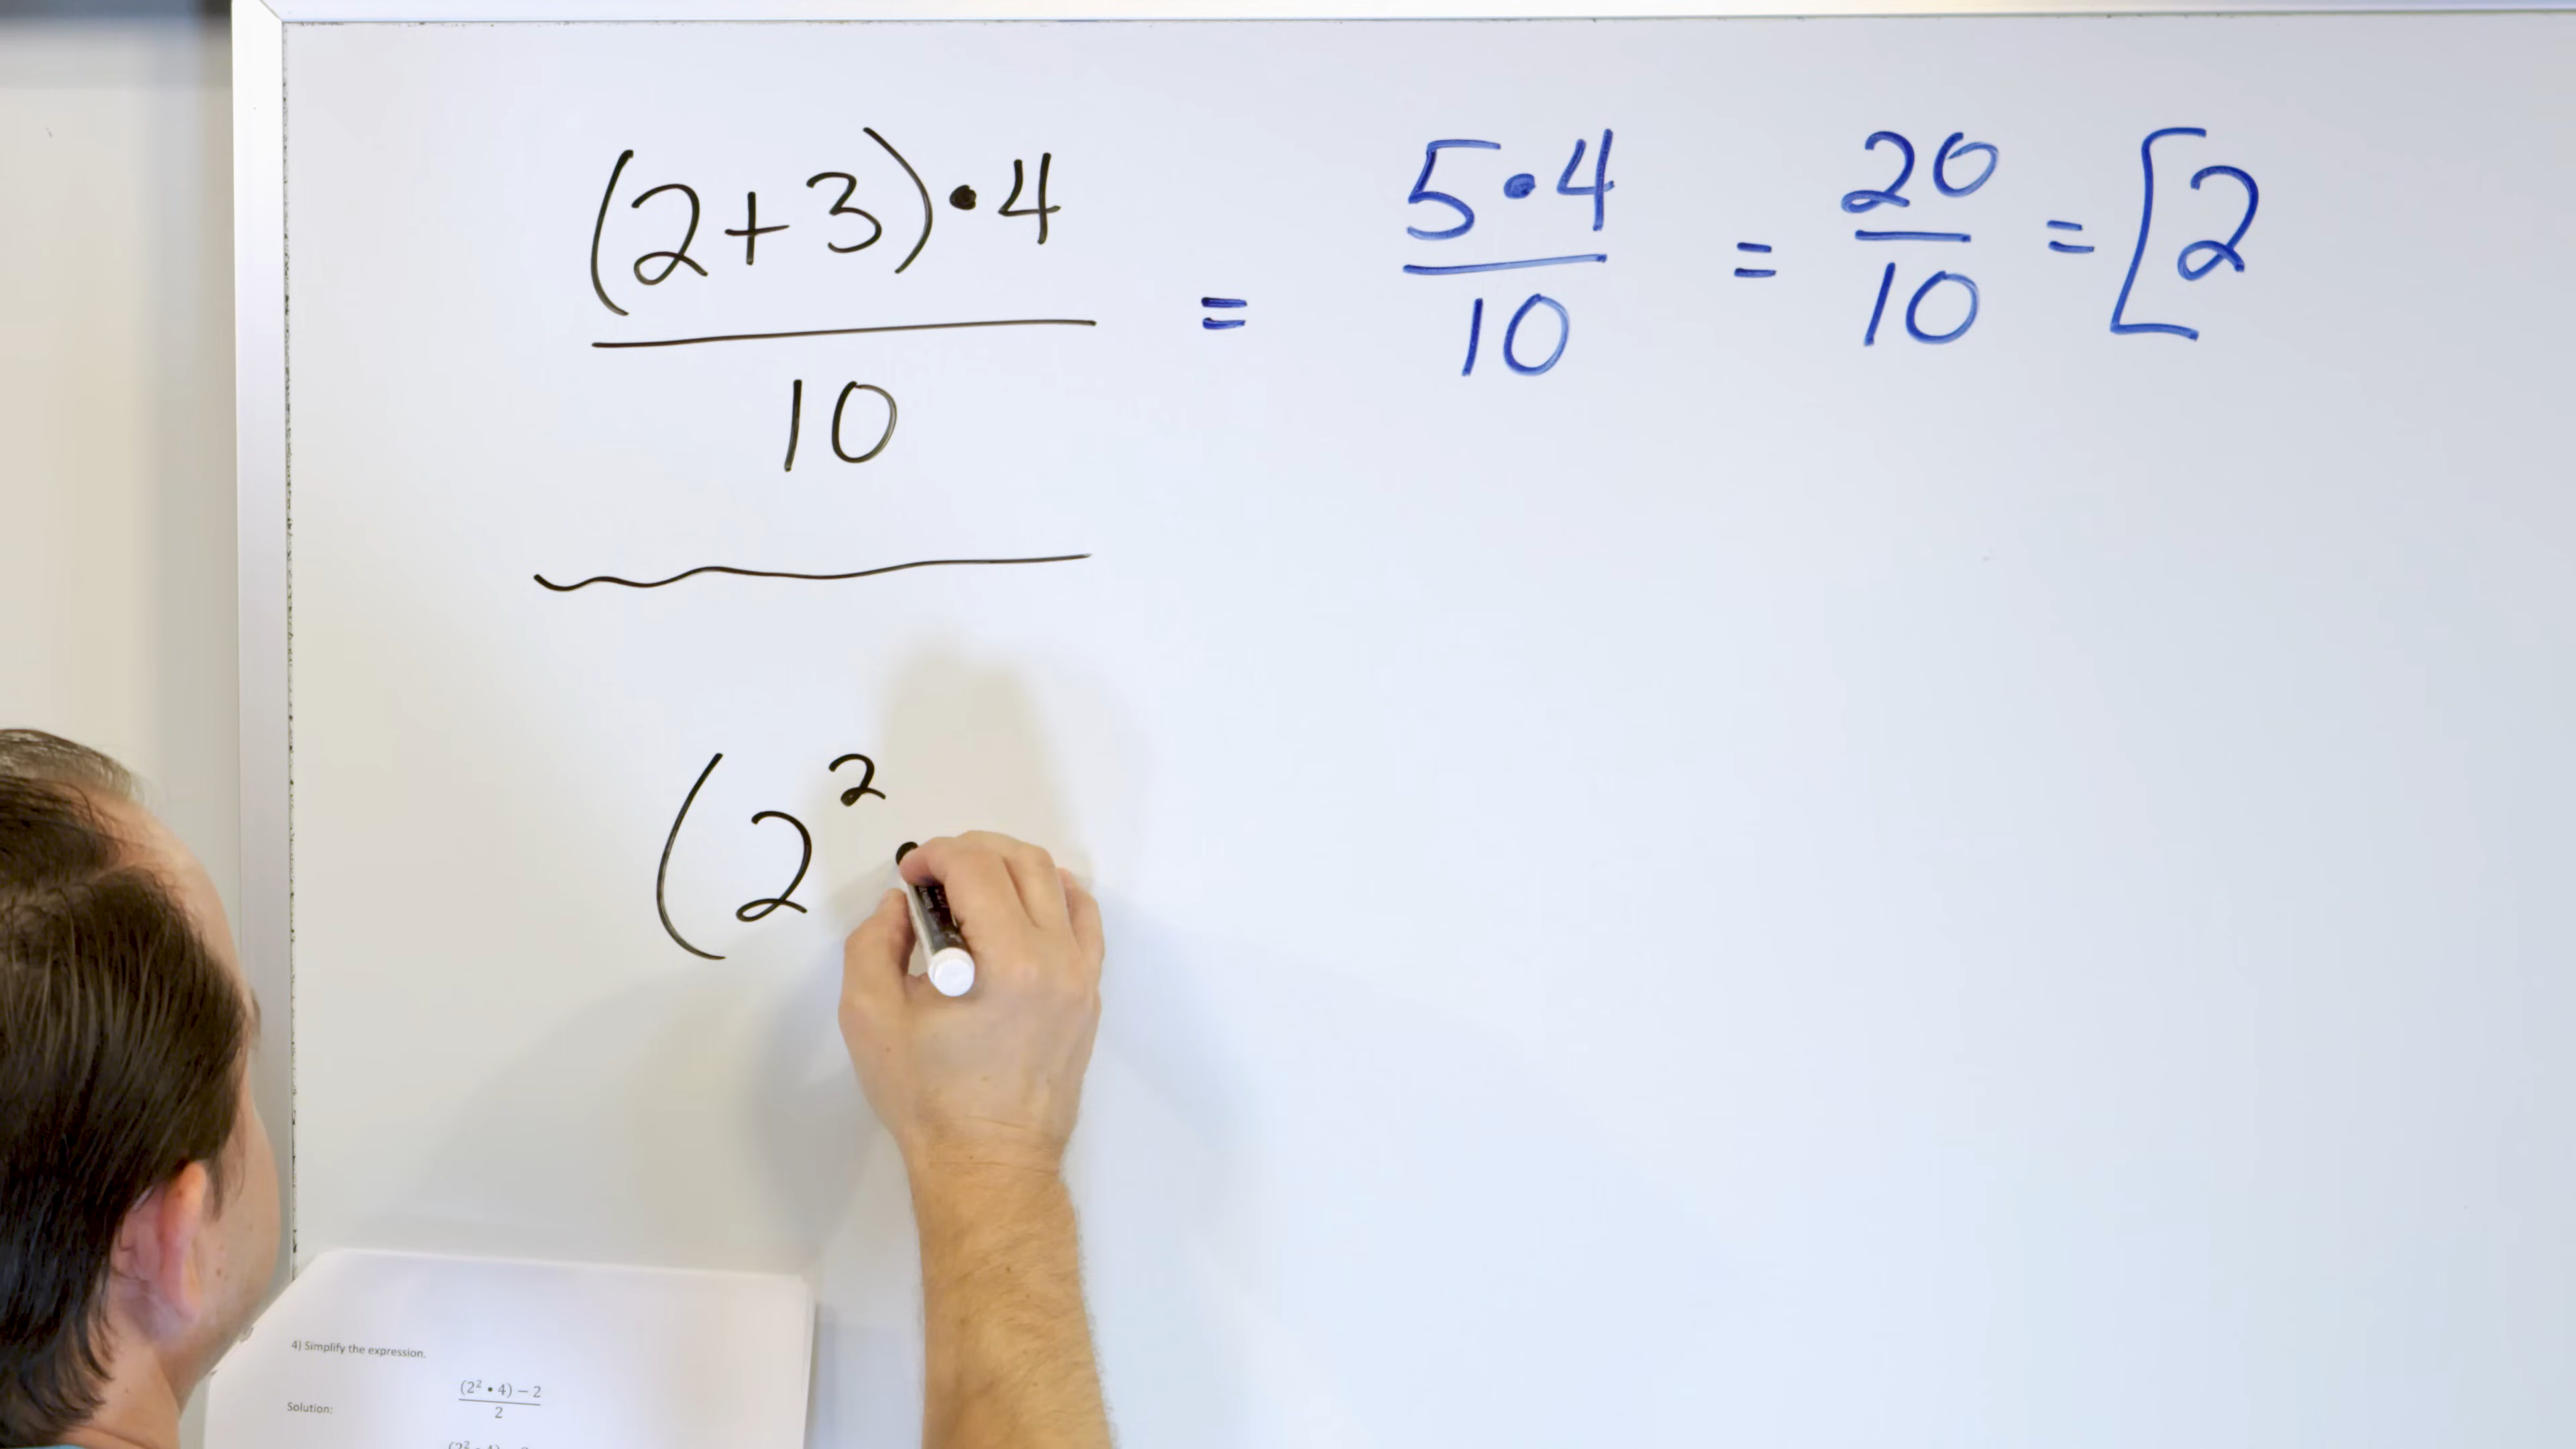 (2+3)•4 / 10 = 5•4 / 10 = 20 / 10 = [2
(2² •
4) Simplify the expression.
(2² • 4) − 2 / 2
Solution: